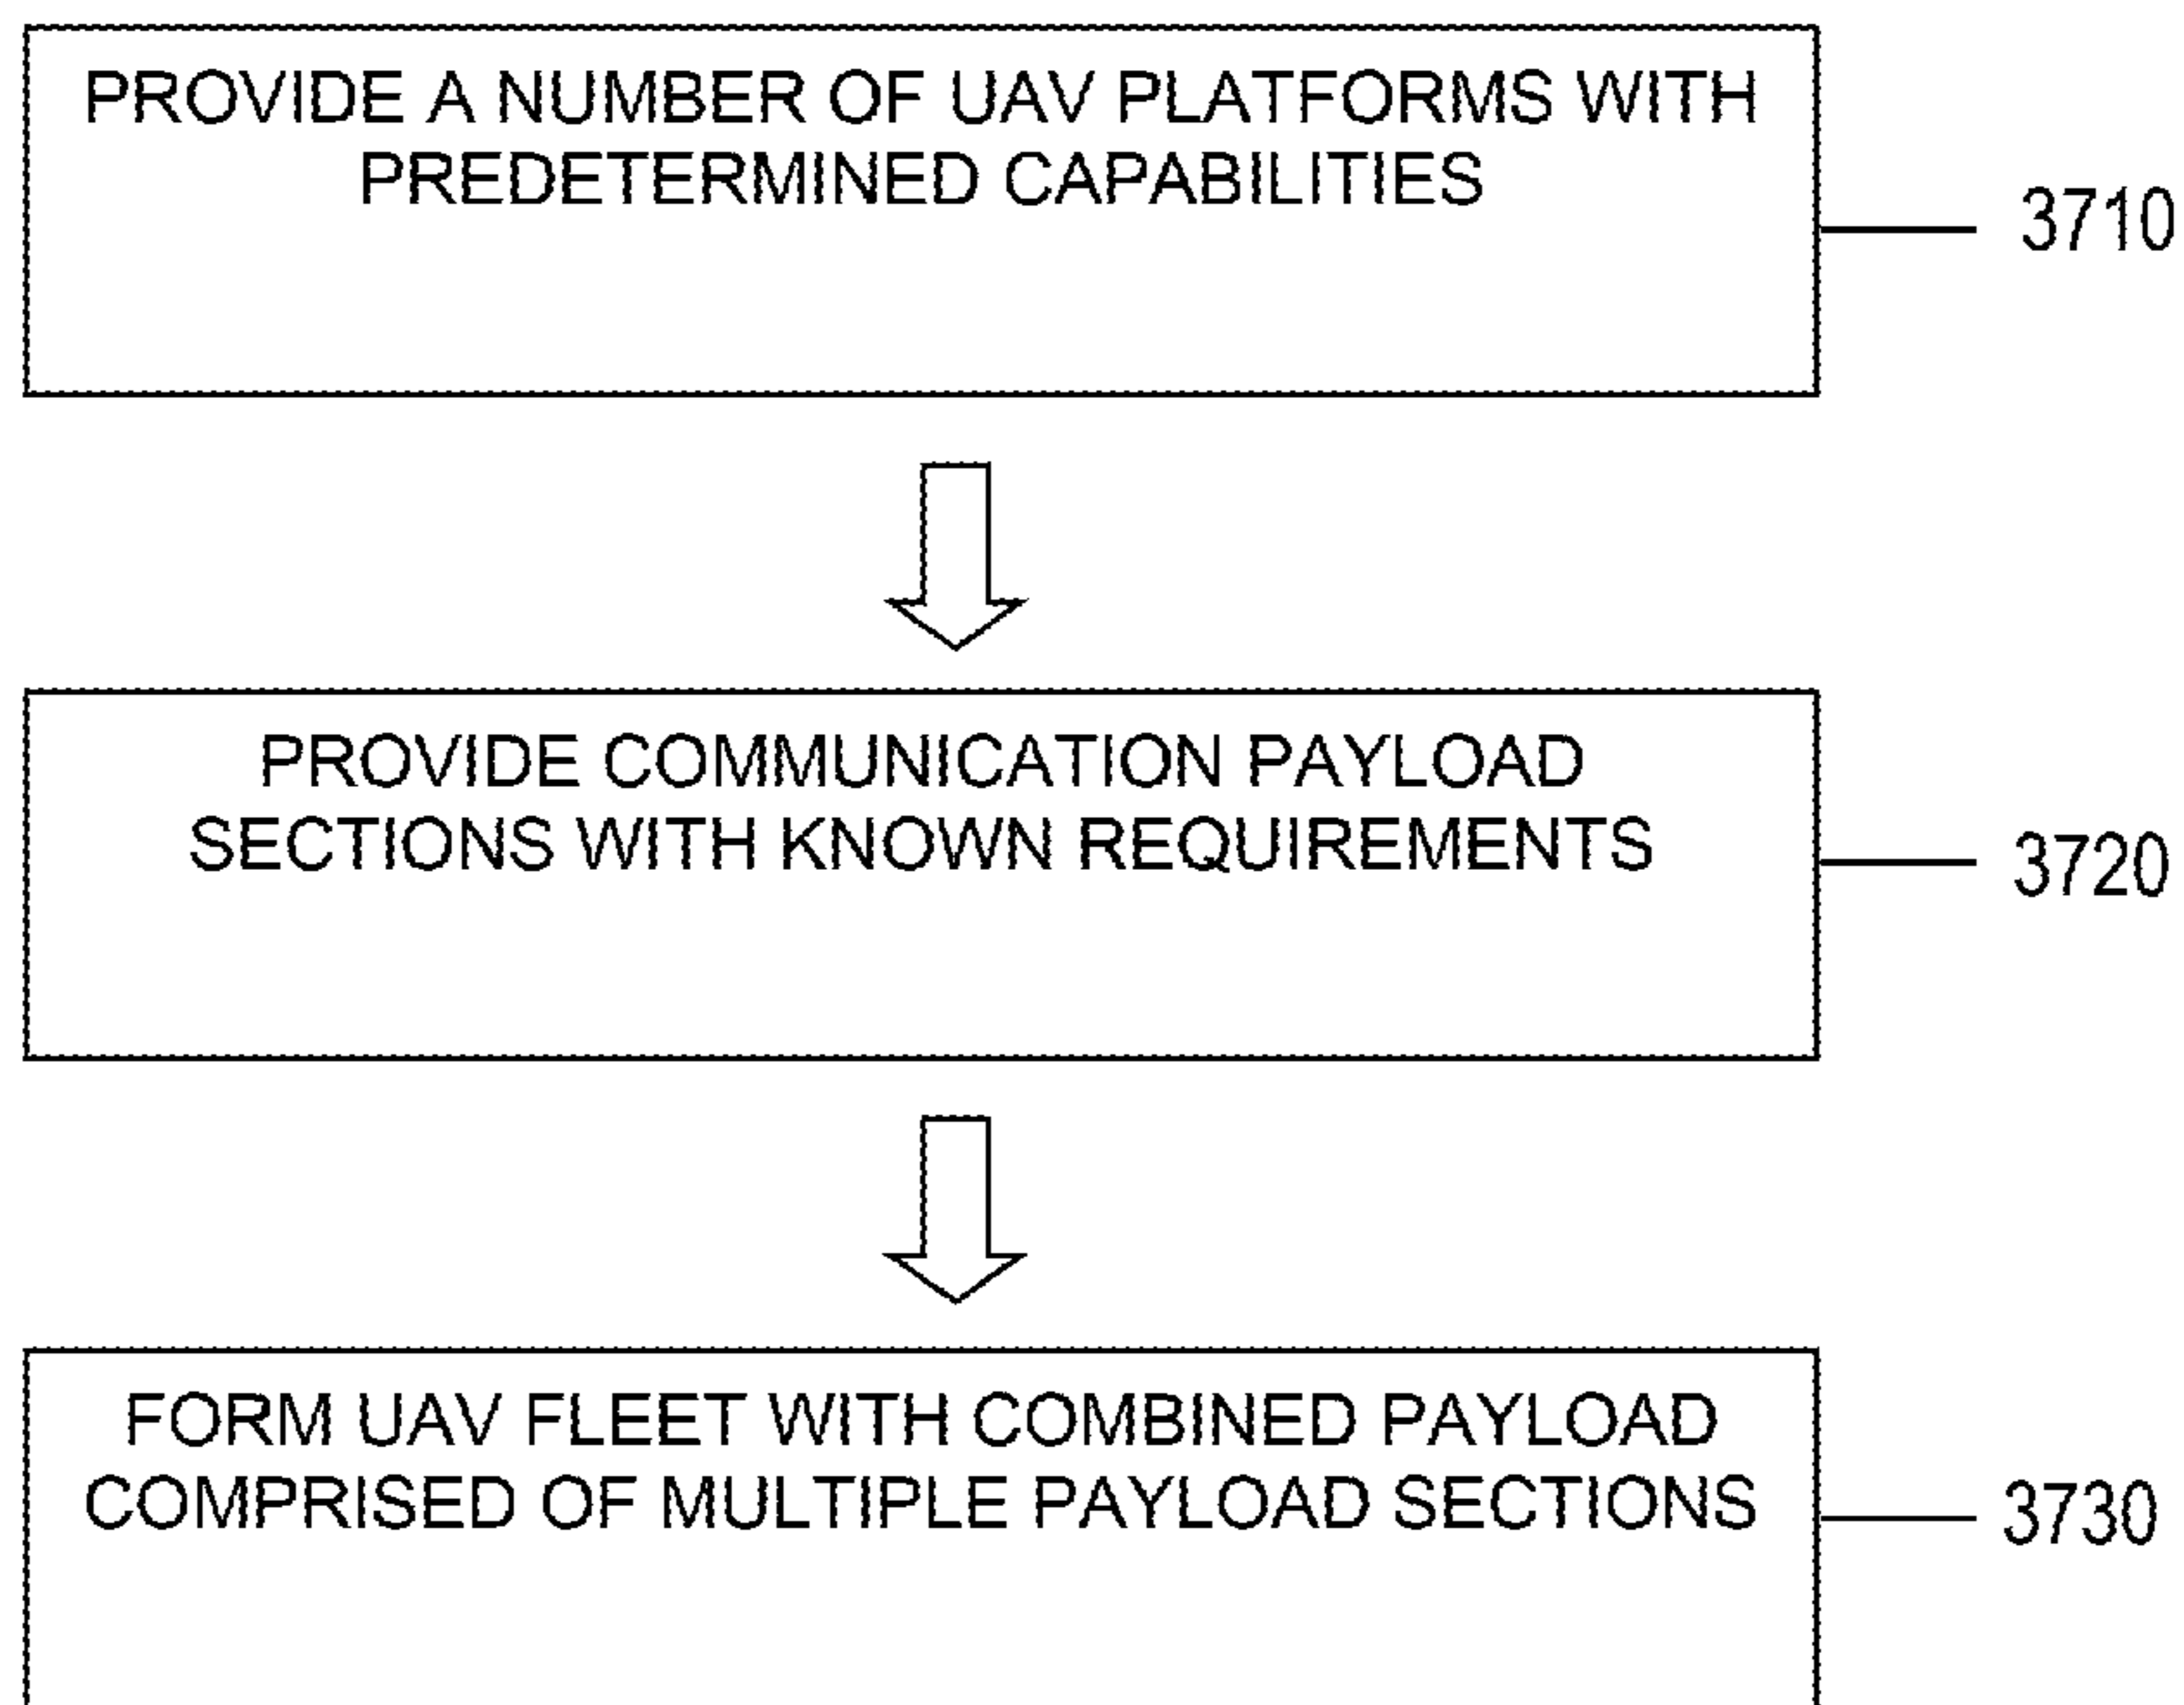 PROVIDE A NUMBER OF UAV PLATFORMS WITH
PREDETERMINED CAPABILITIES
3710
PROVIDE COMMUNICATION PAYLOAD
SECTIONS WITH KNOWN REQUIREMENTS
3720
FORM UAV FLEET WITH COMBINED PAYLOAD
COMPRISED OF MULTIPLE PAYLOAD SECTIONS
3730